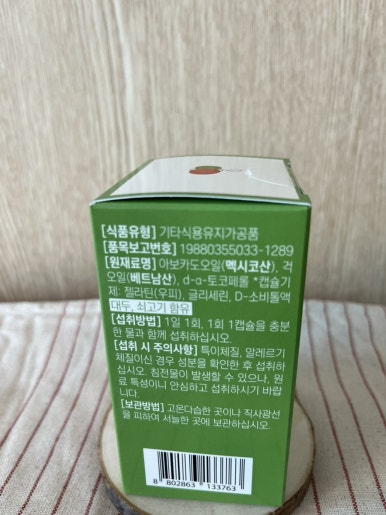 [식품유형] 기타식용유지가공품
[품목보고번호] 19880355033-1289
[원재료명] 아보카도오일(멕시코산), 걱
오일(베트남산), d-α-토코페롤 *캡슐기
제: 젤라틴(우피), 글리세린, D-소비톨액
대두, 쇠고기 함유
[섭취방법] 1일 1회, 1회 1캡슐을 충분
한 물과 함께 섭취하십시오.
[섭취 시 주의사항] 특이체질, 알레르기
체질이신 경우 성분을 확인한 후 섭취하
십시오. 침전물이 발생할 수 있으나, 원
료 특성이니 안심하고 섭취하시기 바랍
니다.
[보관방법] 고온다습한 곳이나 직사광선
을 피하여 서늘한 곳에 보관하십시오.
8 802863 133763